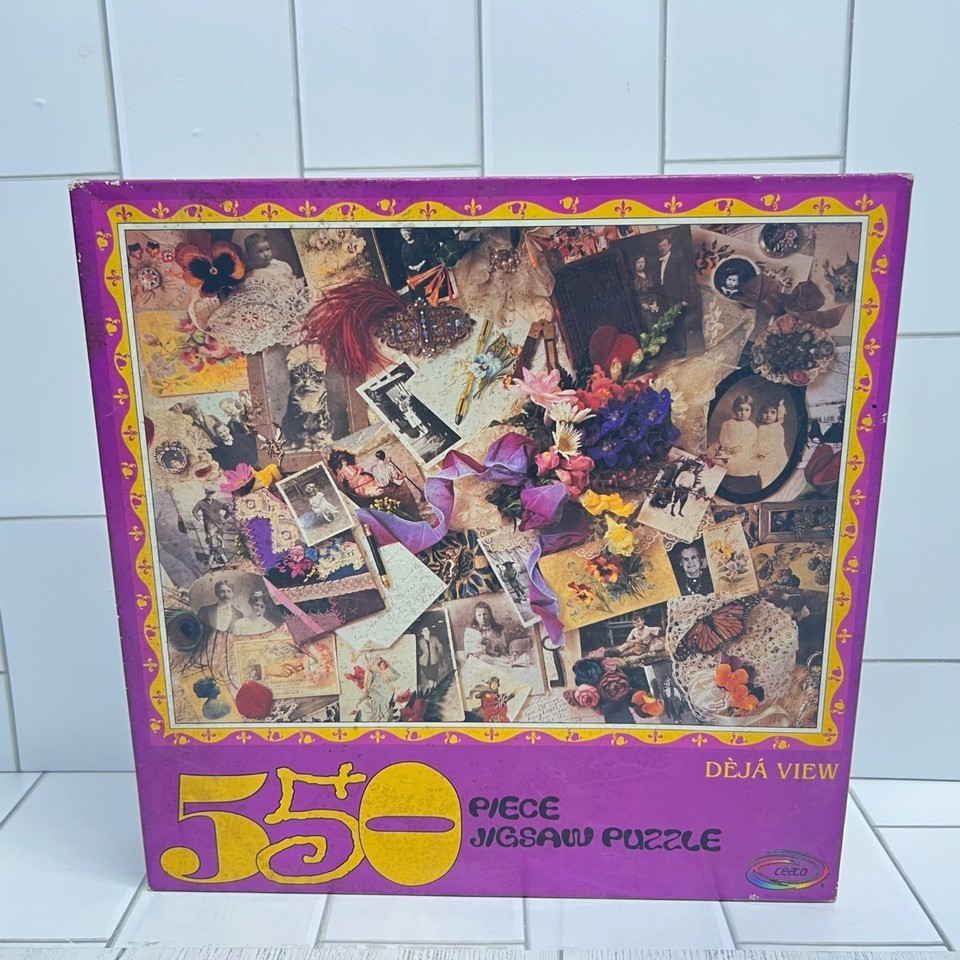 DÈJÁ VIEW
550
PIECE
JIGSAW PUZZLE
ceaco